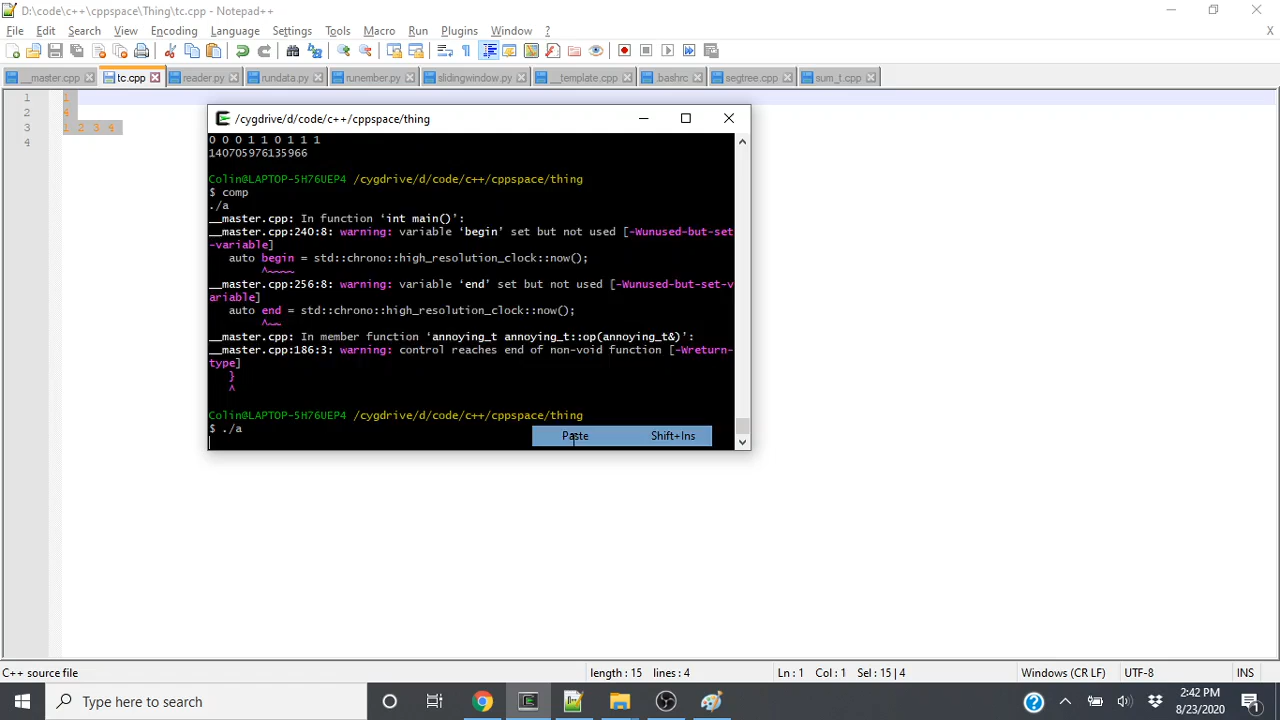 D:\code\c++\cppspace\Thing\tc.cpp - Notepad++
File Edit Search View Encoding Language Settings Tools Macro Run Plugins Window ? X
__master.cpp tc.cpp reader.py rundata.py runember.py slidingwindow.py __template.cpp .bashrc segtree.cpp sum_t.cpp
1 1
2 4
3 1 2 3 4
4
/cygdrive/d/code/c++/cppspace/thing
0 0 0 1 1 0 1 1 1
140705976135966
Colin@LAPTOP-5H76UEP4 /cygdrive/d/code/c++/cppspace/thing
$ comp
./a
__master.cpp: In function ‘int main()’:
__master.cpp:240:8: warning: variable ‘begin’ set but not used [-Wunused-but-set
-variable]
auto begin = std::chrono::high_resolution_clock::now();
^~~~~
__master.cpp:256:8: warning: variable ‘end’ set but not used [-Wunused-but-set-v
ariable]
auto end = std::chrono::high_resolution_clock::now();
^~~
__master.cpp: In member function ‘annoying_t annoying_t::op(annoying_t&)’:
__master.cpp:186:3: warning: control reaches end of non-void function [-Wreturn-
type]
}
^
Colin@LAPTOP-5H76UEP4 /cygdrive/d/code/c++/cppspace/thing
$ ./a
Paste Shift+Ins
C++ source file length : 15 lines : 4 Ln : 1 Col : 1 Sel : 15 | 4 Windows (CR LF) UTF-8 INS
Type here to search
2:42 PM
8/23/2020
1